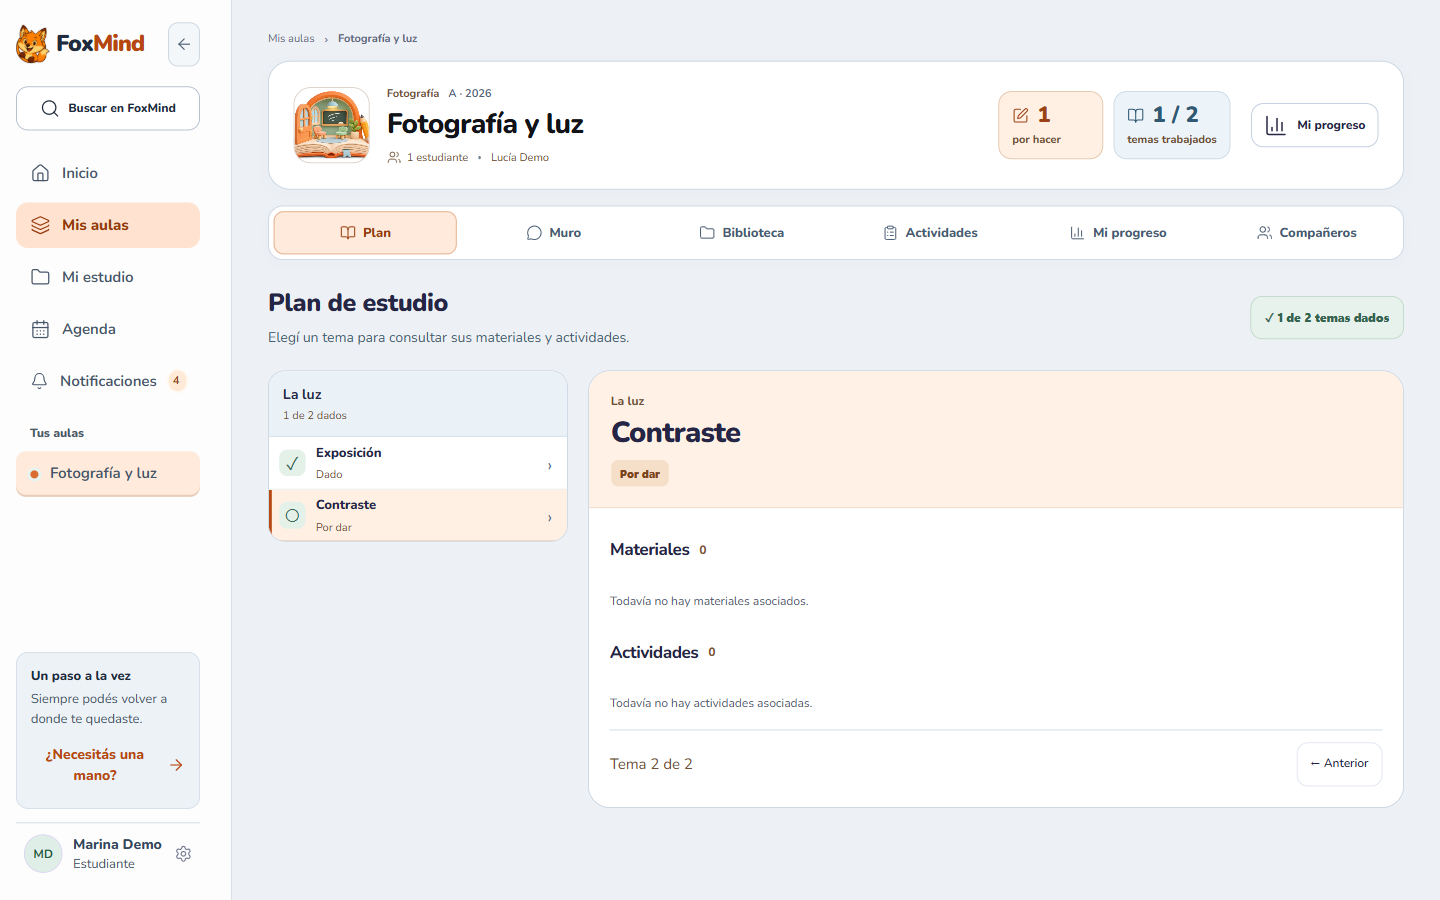 FoxMind
Buscar en FoxMind
Inicio
Mis aulas
Mi estudio
Agenda
Notificaciones 4
Tus aulas
Fotografía y luz
Un paso a la vez
Siempre podés volver a
donde te quedaste.
¿Necesitás una
mano?
MD
Marina Demo
Estudiante
Mis aulas › Fotografía y luz
Fotografía A · 2026
Fotografía y luz
1 estudiante • Lucía Demo
1
por hacer
1 / 2
temas trabajados
Mi progreso
Plan
Muro
Biblioteca
Actividades
Mi progreso
Compañeros
Plan de estudio
Elegí un tema para consultar sus materiales y actividades.
✓ 1 de 2 temas dados
La luz
1 de 2 dados
Exposición
Dado
Contraste
Por dar
La luz
Contraste
Por dar
Materiales 0
Todavía no hay materiales asociados.
Actividades 0
Todavía no hay actividades asociadas.
Tema 2 de 2
← Anterior